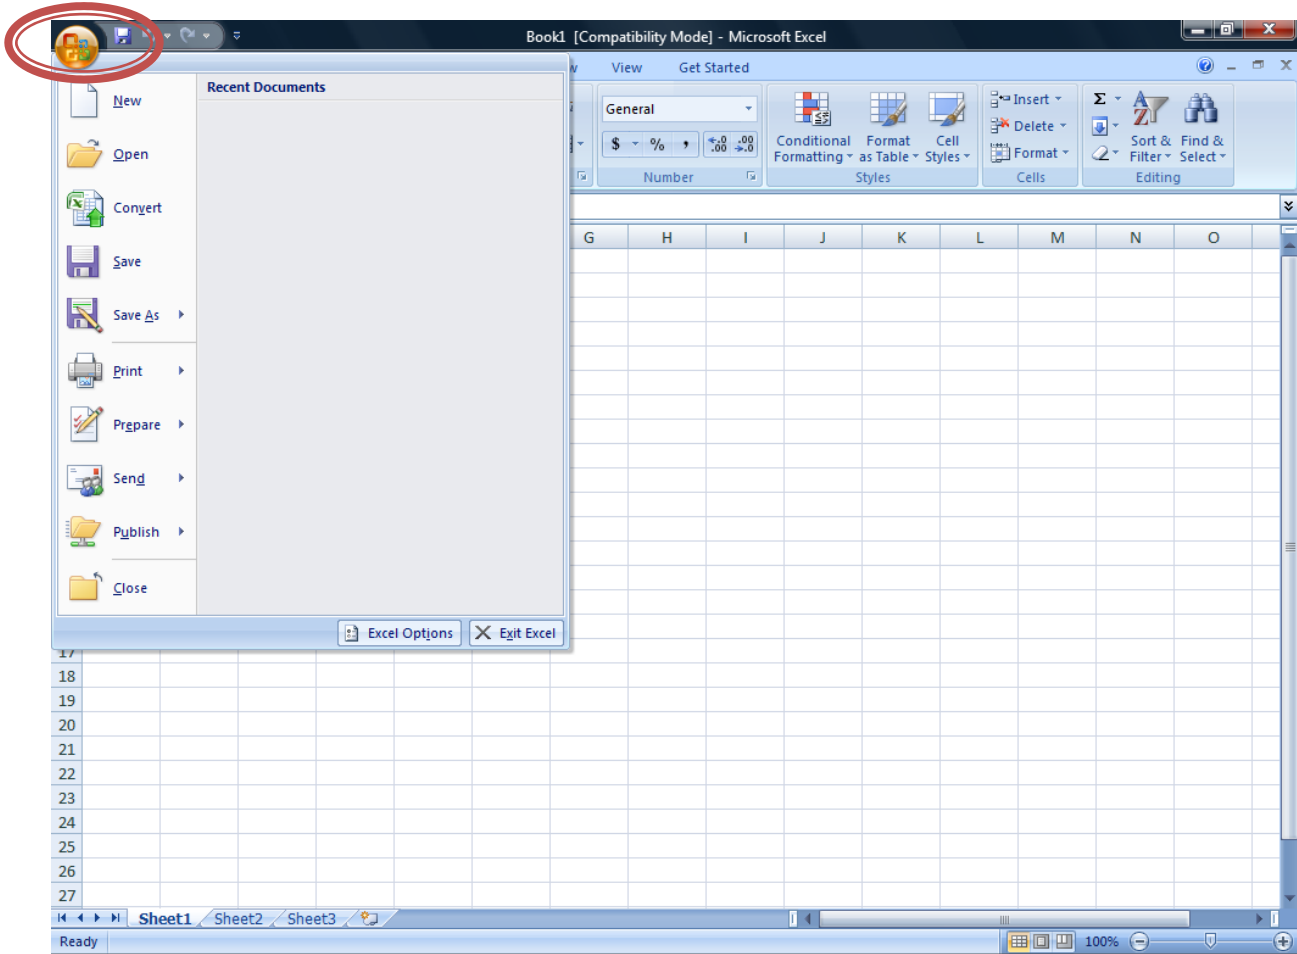 Book1 [Compatibility Mode] - Microsoft Excel
View Get Started
New
Open
Convert
Save
Save As
Print
Prepare
Send
Publish
Close
Recent Documents
Excel Options
Exit Excel
General
$ % ,
Number
Conditional Formatting
Format as Table
Cell Styles
Styles
Insert
Delete
Format
Cells
Σ
Sort & Filter
Find & Select
Editing
G H I J K L M N O
17
18
19
20
21
22
23
24
25
26
27
Sheet1 Sheet2 Sheet3
Ready
100%